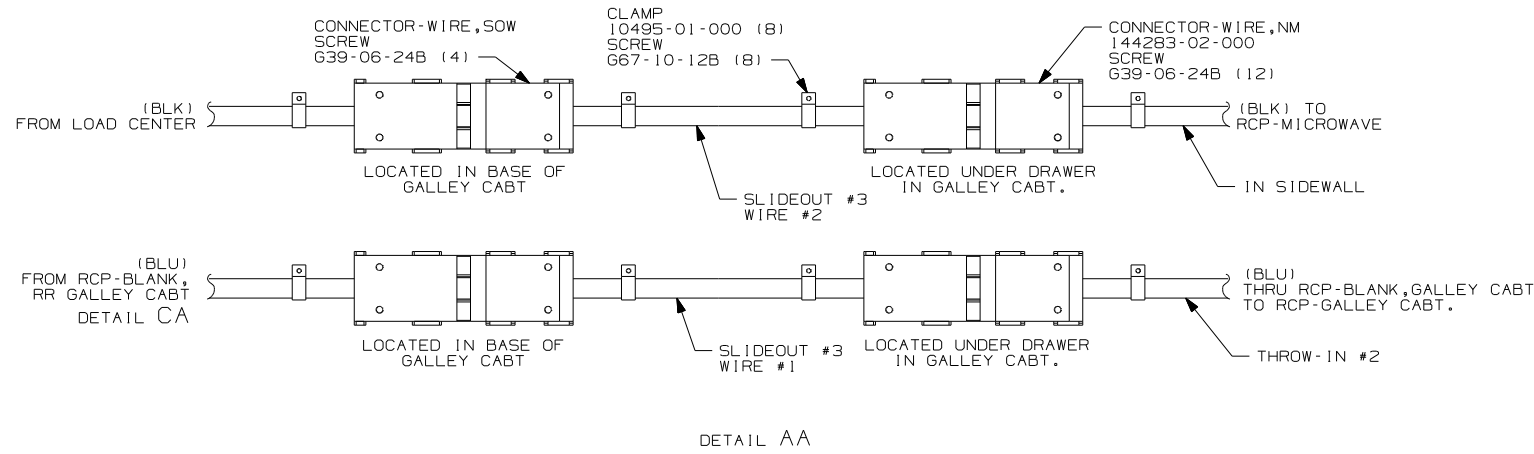 CONNECTOR-WIRE,SOW
SCREW
G39-06-24B (4)
CLAMP
10495-01-000 (8)
SCREW
G67-10-12B (8)
CONNECTOR-WIRE,NM
144283-02-000
SCREW
G39-06-24B (12)
(BLK)
FROM LOAD CENTER
(BLK) TO
RCP-MICROWAVE
LOCATED IN BASE OF
GALLEY CABT
LOCATED UNDER DRAWER
IN GALLEY CABT.
SLIDEOUT #3
WIRE #2
IN SIDEWALL
(BLU)
FROM RCP-BLANK,
RR GALLEY CABT
DETAIL CA
(BLU)
THRU RCP-BLANK,GALLEY CABT
TO RCP-GALLEY CABT.
LOCATED IN BASE OF
GALLEY CABT
LOCATED UNDER DRAWER
IN GALLEY CABT.
SLIDEOUT #3
WIRE #1
THROW-IN #2
DETAIL AA